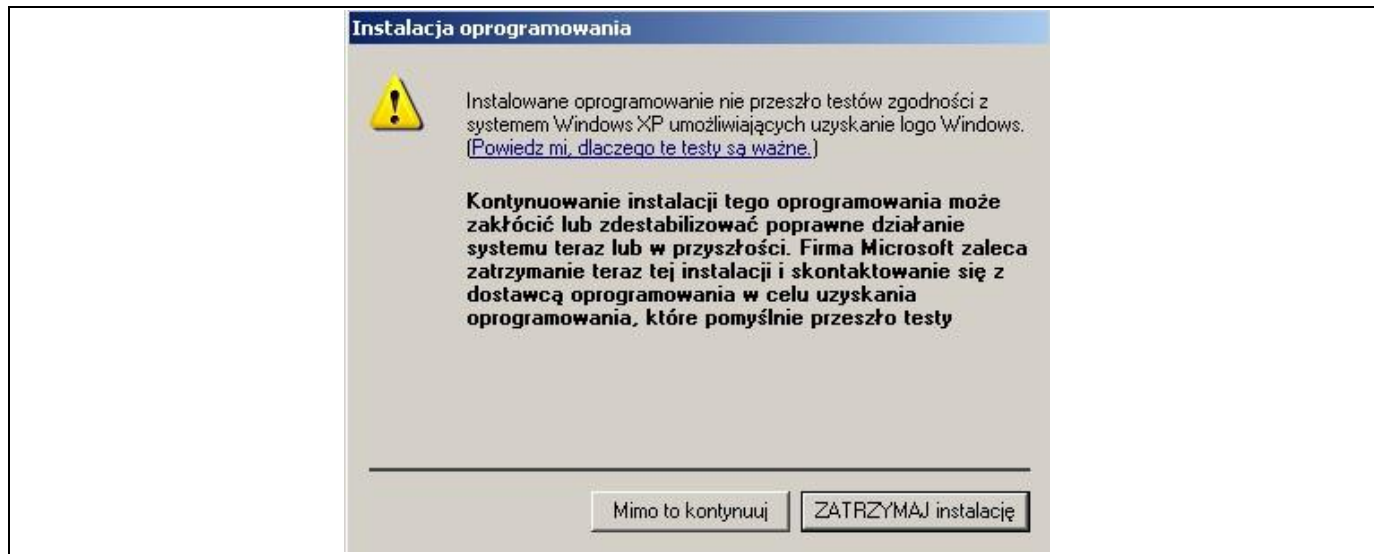 Instalacja oprogramowania
Instalowane oprogramowanie nie przeszło testów zgodności z
systemem Windows XP umożliwiających uzyskanie logo Windows.
(Powiedz mi, dlaczego te testy są ważne.)
Kontynuowanie instalacji tego oprogramowania może
zakłócić lub zdestabilizować poprawne działanie
systemu teraz lub w przyszłości. Firma Microsoft zaleca
zatrzymanie teraz tej instalacji i skontaktowanie się z
dostawcą oprogramowania w celu uzyskania
oprogramowania, które pomyślnie przeszło testy
Mimo to kontynuuj
ZATRZYMAJ instalację